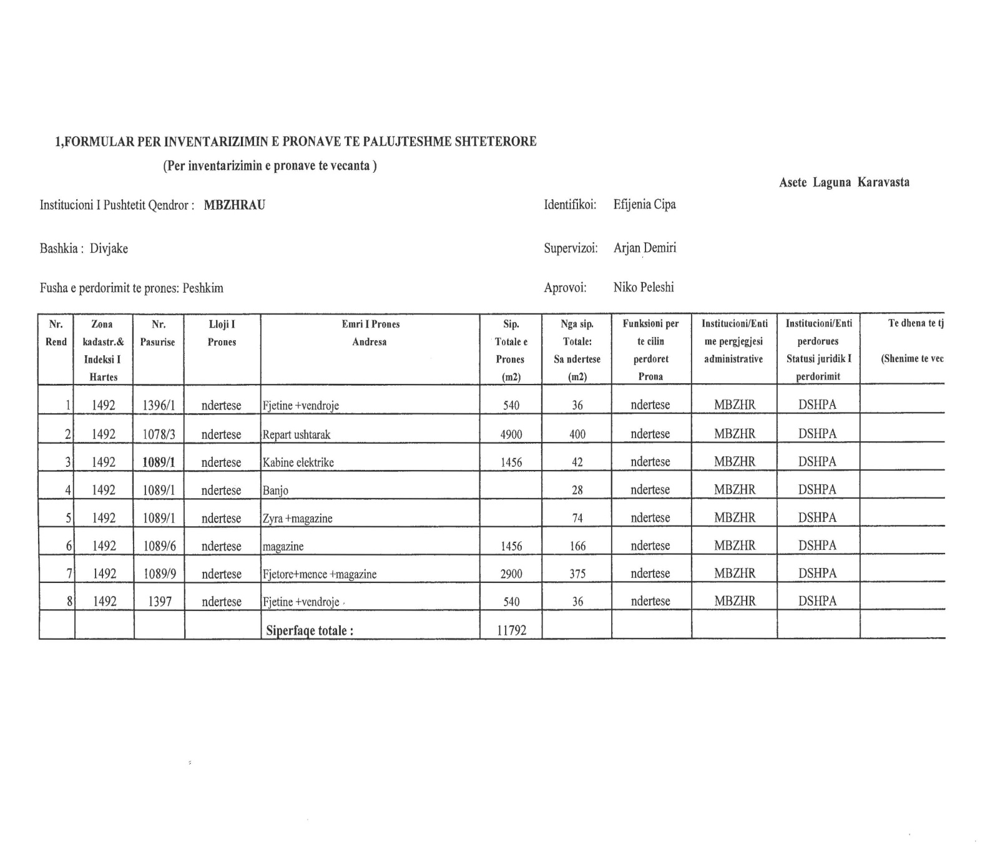 1,FORMULAR PER INVENTARIZIMIN E PRONAVE TE PALUJTESHME SHTETERORE
(Per inventarizimin e pronave te vecanta )
Asete Laguna Karavasta
Institucioni I Pushtetit Qendror : MBZHRAU
Identifikoi: Efijenia Cipa
Bashkia : Divjake
Supervizoi: Arjan Demiri
Fusha e perdorimit te prones: Peshkim
Aprovoi: Niko Peleshi
Nr. Zona Nr. Lloji I Emri I Prones Sip. Nga sip. Funksioni per Institucioni/Enti Institucioni/Enti Te dhena te tj
Rend kadastr.& Pasurise Prones Andresa Totale e Totale: te cilin me pergjegjesi perdorues
Indeksi I Prones Sa ndertese perdoret administrative Statusi juridik I (Shenime te vec
Hartes (m2) (m2) Prona perdorimit
1 1492 1396/1 ndertese Fjetine +vendroje 540 36 ndertese MBZHR DSHPA
2 1492 1078/3 ndertese Repart ushtarak 4900 400 ndertese MBZHR DSHPA
3 1492 1089/1 ndertese Kabine elektrike 1456 42 ndertese MBZHR DSHPA
4 1492 1089/1 ndertese Banjo 28 ndertese MBZHR DSHPA
5 1492 1089/1 ndertese Zyra +magazine 74 ndertese MBZHR DSHPA
6 1492 1089/6 ndertese magazine 1456 166 ndertese MBZHR DSHPA
7 1492 1089/9 ndertese Fjetore+mence +magazine 2900 375 ndertese MBZHR DSHPA
8 1492 1397 ndertese Fjetine +vendroje 540 36 ndertese MBZHR DSHPA
Siperfaqe totale : 11792